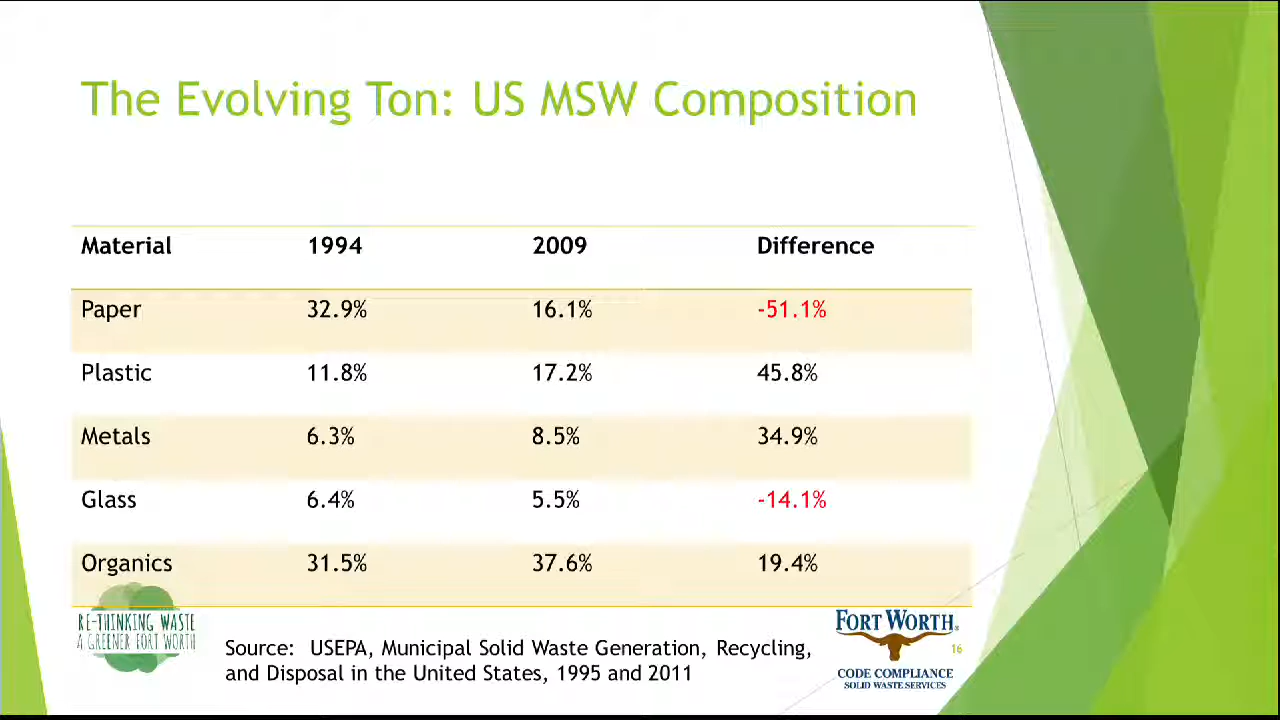 The Evolving Ton: US MSW Composition
Material 1994 2009 Difference
Paper 32.9% 16.1% -51.1%
Plastic 11.8% 17.2% 45.8%
Metals 6.3% 8.5% 34.9%
Glass 6.4% 5.5% -14.1%
Organics 31.5% 37.6% 19.4%
RE-THINKING WASTE
A GREENER FORT WORTH
Source: USEPA, Municipal Solid Waste Generation, Recycling,
and Disposal in the United States, 1995 and 2011
FORT WORTH®
16
CODE COMPLIANCE
SOLID WASTE SERVICES